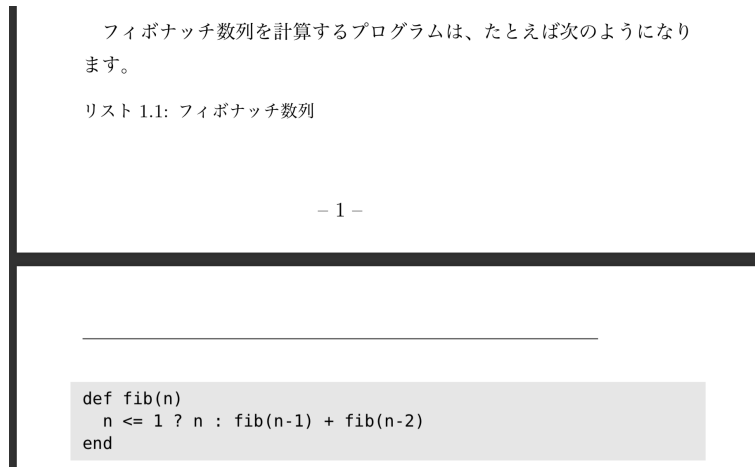 フィボナッチ数列を計算するプログラムは、たとえば次のようになり
ます。
リスト 1.1: フィボナッチ数列
– 1 –
def fib(n)
  n <= 1 ? n : fib(n-1) + fib(n-2)
end